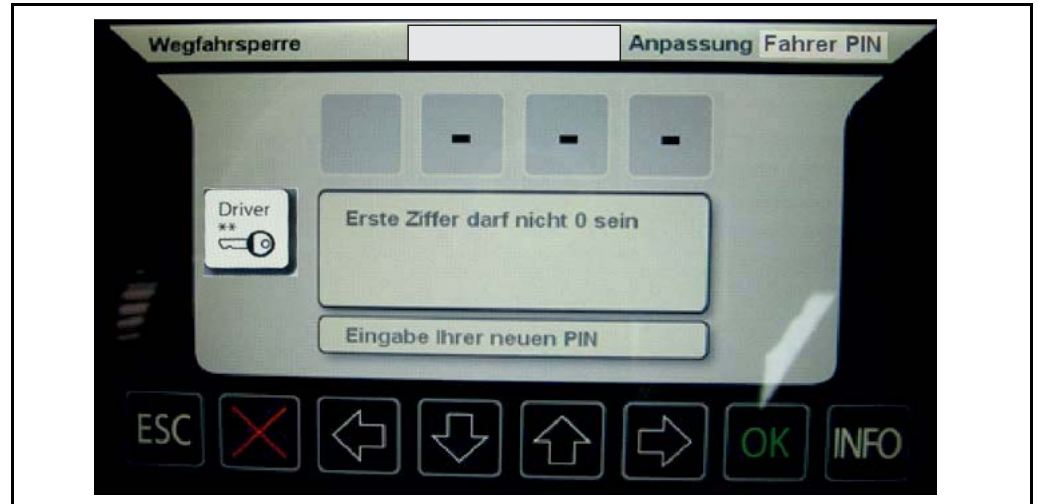 Wegfahrsperre Anpassung Fahrer PIN
- - -
Driver
**
Erste Ziffer darf nicht 0 sein
Eingabe Ihrer neuen PIN
ESC OK INFO